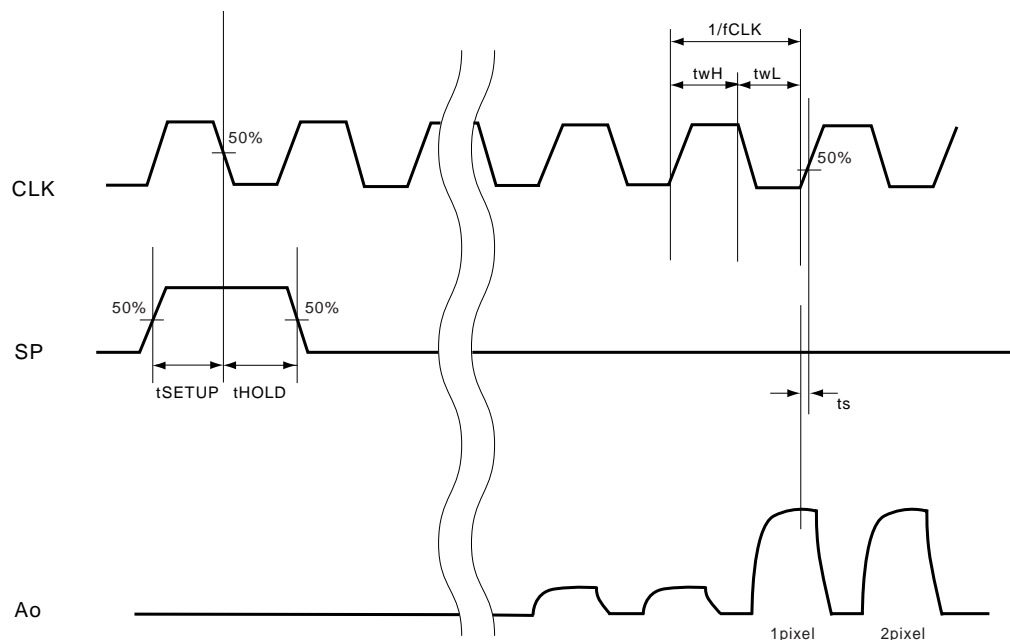 1/fCLK
twH twL
50%
50%
CLK
50% 50%
SP
tSETUP tHOLD
ts
Ao
1pixel 2pixel